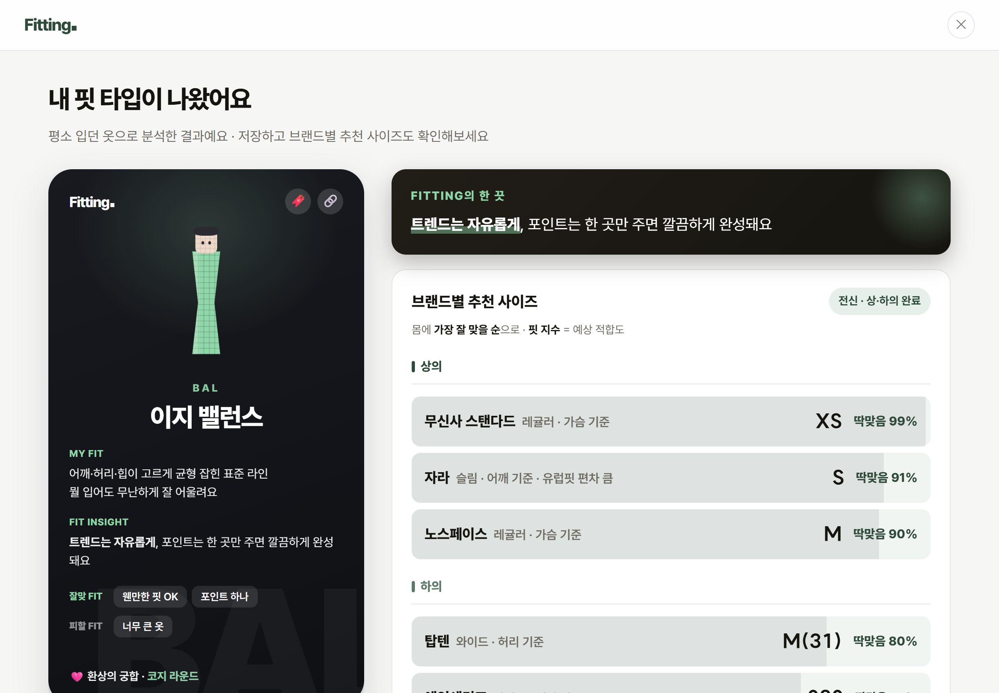 Fitting.
내 핏 타입이 나왔어요
평소 입던 옷으로 분석한 결과예요 · 저장하고 브랜드별 추천 사이즈도 확인해보세요
Fitting.
BAL
이지 밸런스
MY FIT
어깨·허리·힙이 고르게 균형 잡힌 표준 라인
뭘 입어도 무난하게 잘 어울려요
FIT INSIGHT
트렌드는 자유롭게, 포인트는 한 곳만 주면 깔끔하게 완성
돼요
잘맞 FIT 웬만한 핏 OK 포인트 하나
피할 FIT 너무 큰 옷
환상의 궁합 · 코지 라운드
BAL
FITTING의 한 끗
트렌드는 자유롭게, 포인트는 한 곳만 주면 깔끔하게 완성돼요
브랜드별 추천 사이즈 전신 · 상·하의 완료
몸에 가장 잘 맞을 순으로 · 핏 지수 = 예상 적합도
상의
무신사 스탠다드 레귤러 · 가슴 기준 XS 딱맞음 99%
자라 슬림 · 어깨 기준 · 유럽핏 편차 큼 S 딱맞음 91%
노스페이스 레귤러 · 가슴 기준 M 딱맞음 90%
하의
탑텐 와이드 · 허리 기준 M(31) 딱맞음 80%